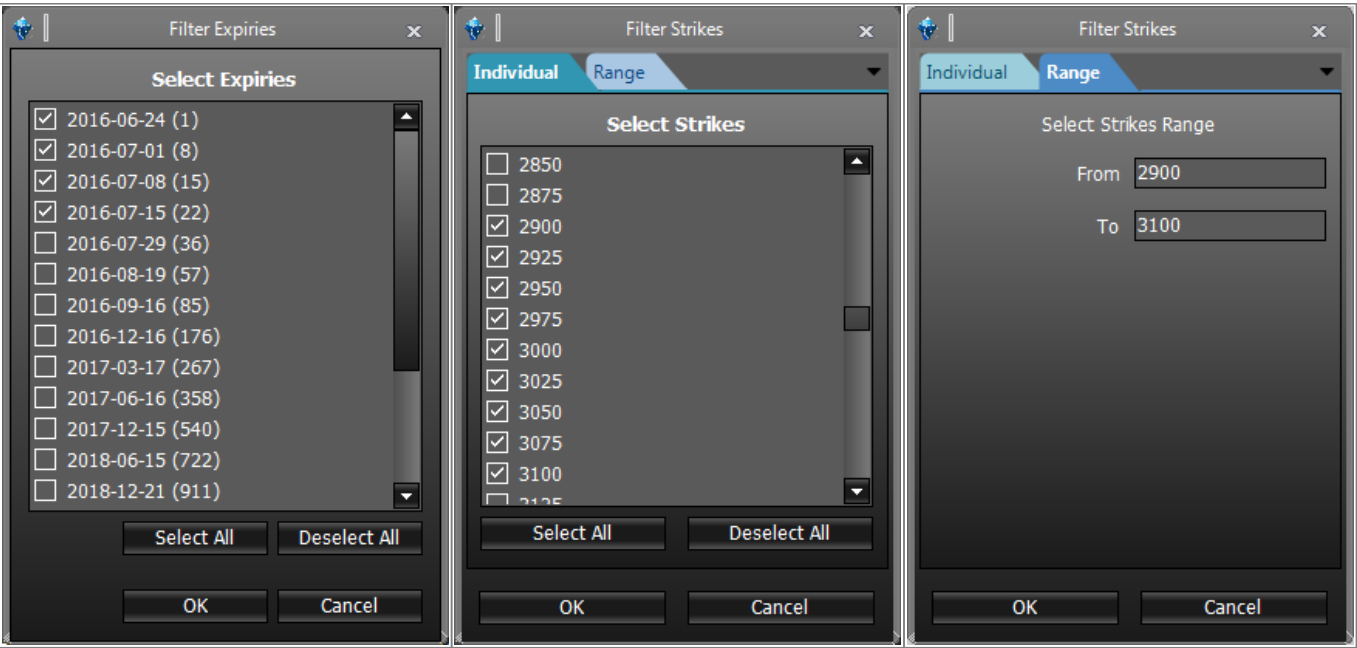 Filter Expiries
Select Expiries
2016-06-24 (1)
2016-07-01 (8)
2016-07-08 (15)
2016-07-15 (22)
2016-07-29 (36)
2016-08-19 (57)
2016-09-16 (85)
2016-12-16 (176)
2017-03-17 (267)
2017-06-16 (358)
2017-12-15 (540)
2018-06-15 (722)
2018-12-21 (911)
Select All Deselect All
OK Cancel
Filter Strikes
Individual Range
Select Strikes
2850
2875
2900
2925
2950
2975
3000
3025
3050
3075
3100
3125
Select All Deselect All
OK Cancel
Filter Strikes
Individual Range
Select Strikes Range
From 2900
To 3100
OK Cancel